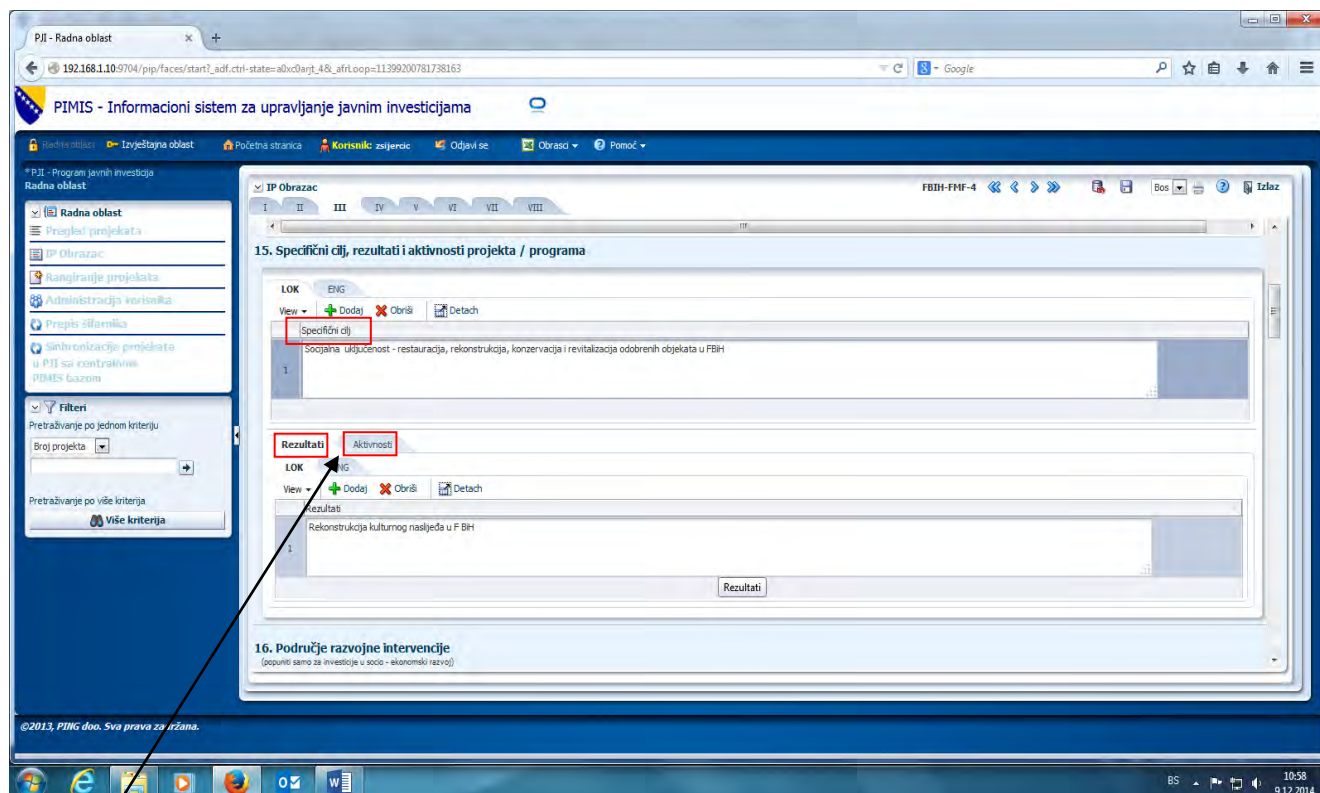 PJI - Radna oblast
192.168.1.10:9704/pip/faces/start?_adf.ctrl-state=a0xc0arjt_4&_afrLoop=11399200781738163
Google
PIMIS - Informacioni sistem za upravljanje javnim investicijama
Radna oblast Izvještajna oblast Početna stranica Korisnik: zsijercic Odjavi se Obrasci Pomoć
* PJI - Program javnih investicija
Radna oblast
Radna oblast
Pregled projekata
IP Obrazac
Rangiranje projekata
Administracija korisnika
Prepis šifarnika
Sinhronizacije projekata
u PJI sa centralnom
PIMIS bazom
Filteri
Pretraživanje po jednom kriteriju
Broj projekta
Pretraživanje po više kriterija
Više kriterija
IP Obrazac FBIH-FMF-4 Bos Izlaz
I II III IV V VI VII VIII
15. Specifični cilj, rezultati i aktivnosti projekta / programa
LOK ENG
View Dodaj Obriši Detach
Specifični cilj
1 Socijalna uključenost - restauracija, rekonstrukcija, konzervacija i revitalizacija odobrenih objekata u FBiH
Rezultati Aktivnosti
LOK ENG
View Dodaj Obriši Detach
Rezultati
1 Rekonstrukcija kulturnog naslijeđa u F BiH
Rezultati
16. Područje razvojne intervencije
(popuniti samo za investicije u socio - ekonomski razvoj)
©2013, PING doo. Sva prava zadržana.
BS 10:58
9.12.2014